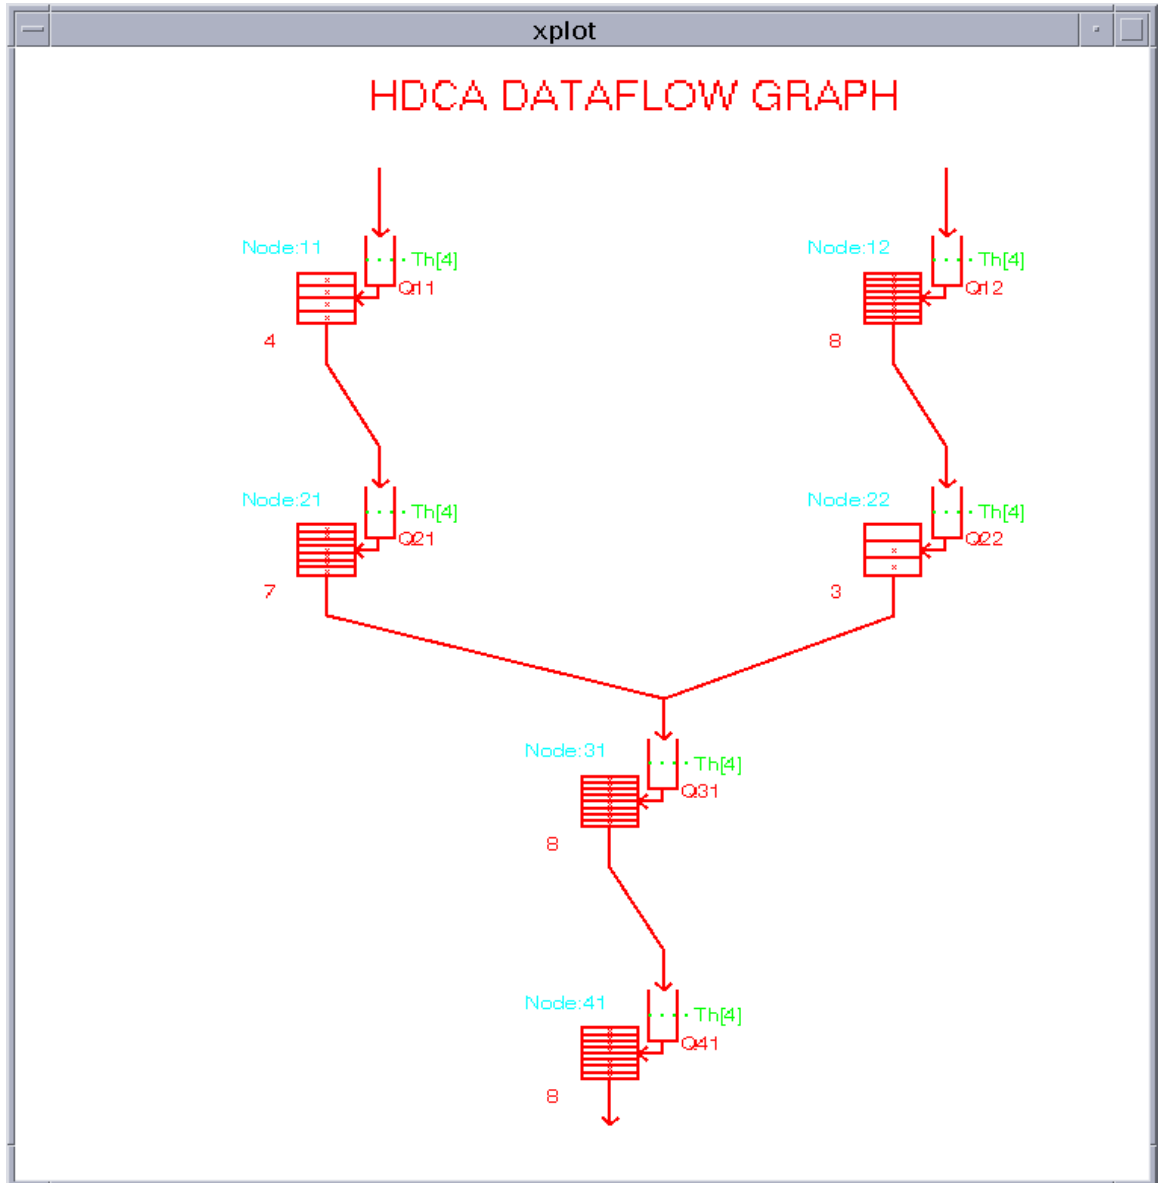 xplot
HDCA DATAFLOW GRAPH
Node:11
Th[4]
Q11
4
Node:12
Th[4]
Q12
8
Node:21
Th[4]
Q21
7
Node:22
Th[4]
Q22
3
Node:31
Th[4]
Q31
8
Node:41
Th[4]
Q41
8